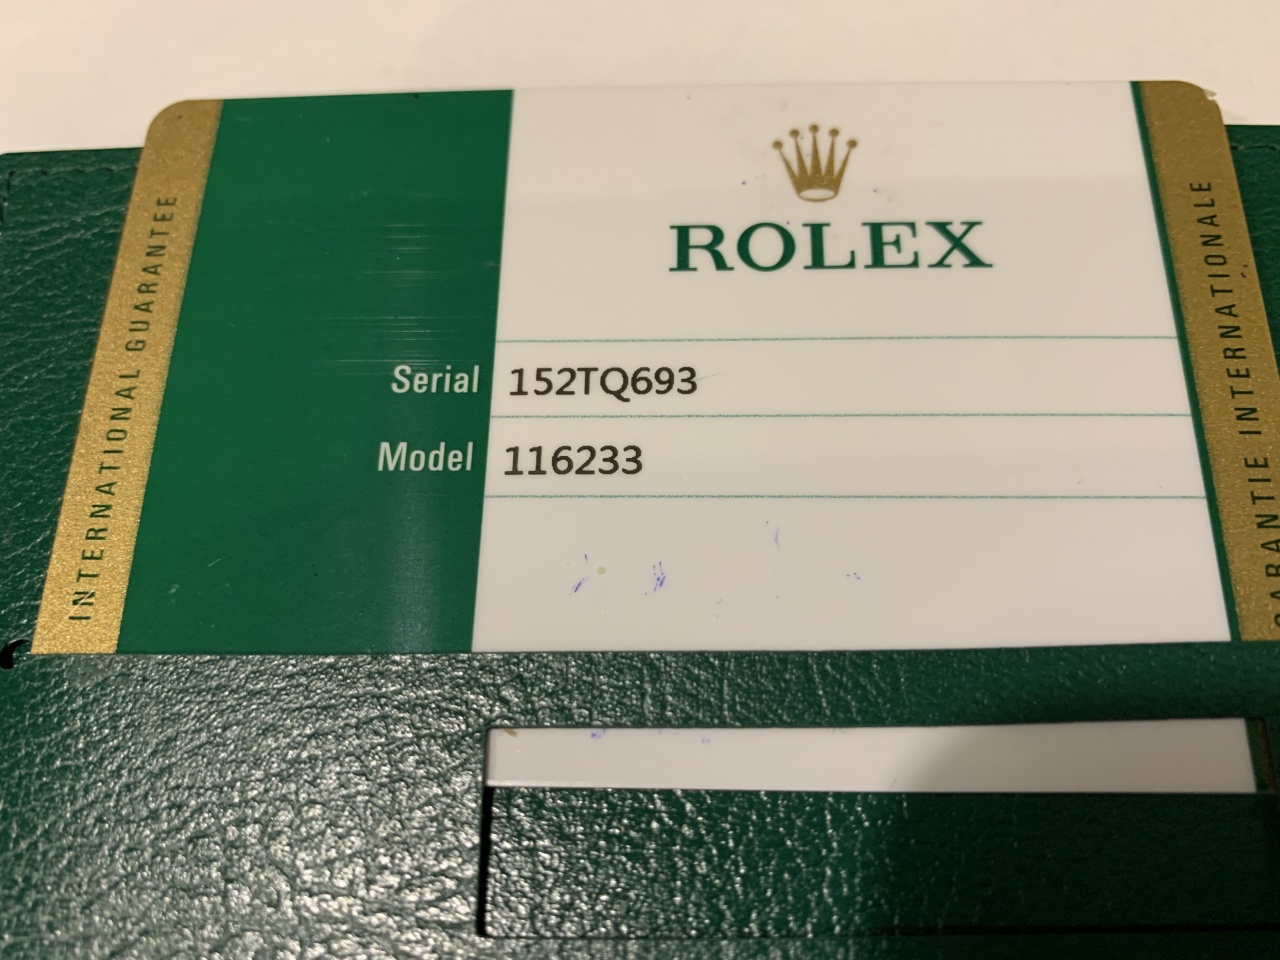 INTERNATIONAL GUARANTEE
ROLEX
Serial 152TQ693
Model 116233
GARANTIE INTERNATIONALE